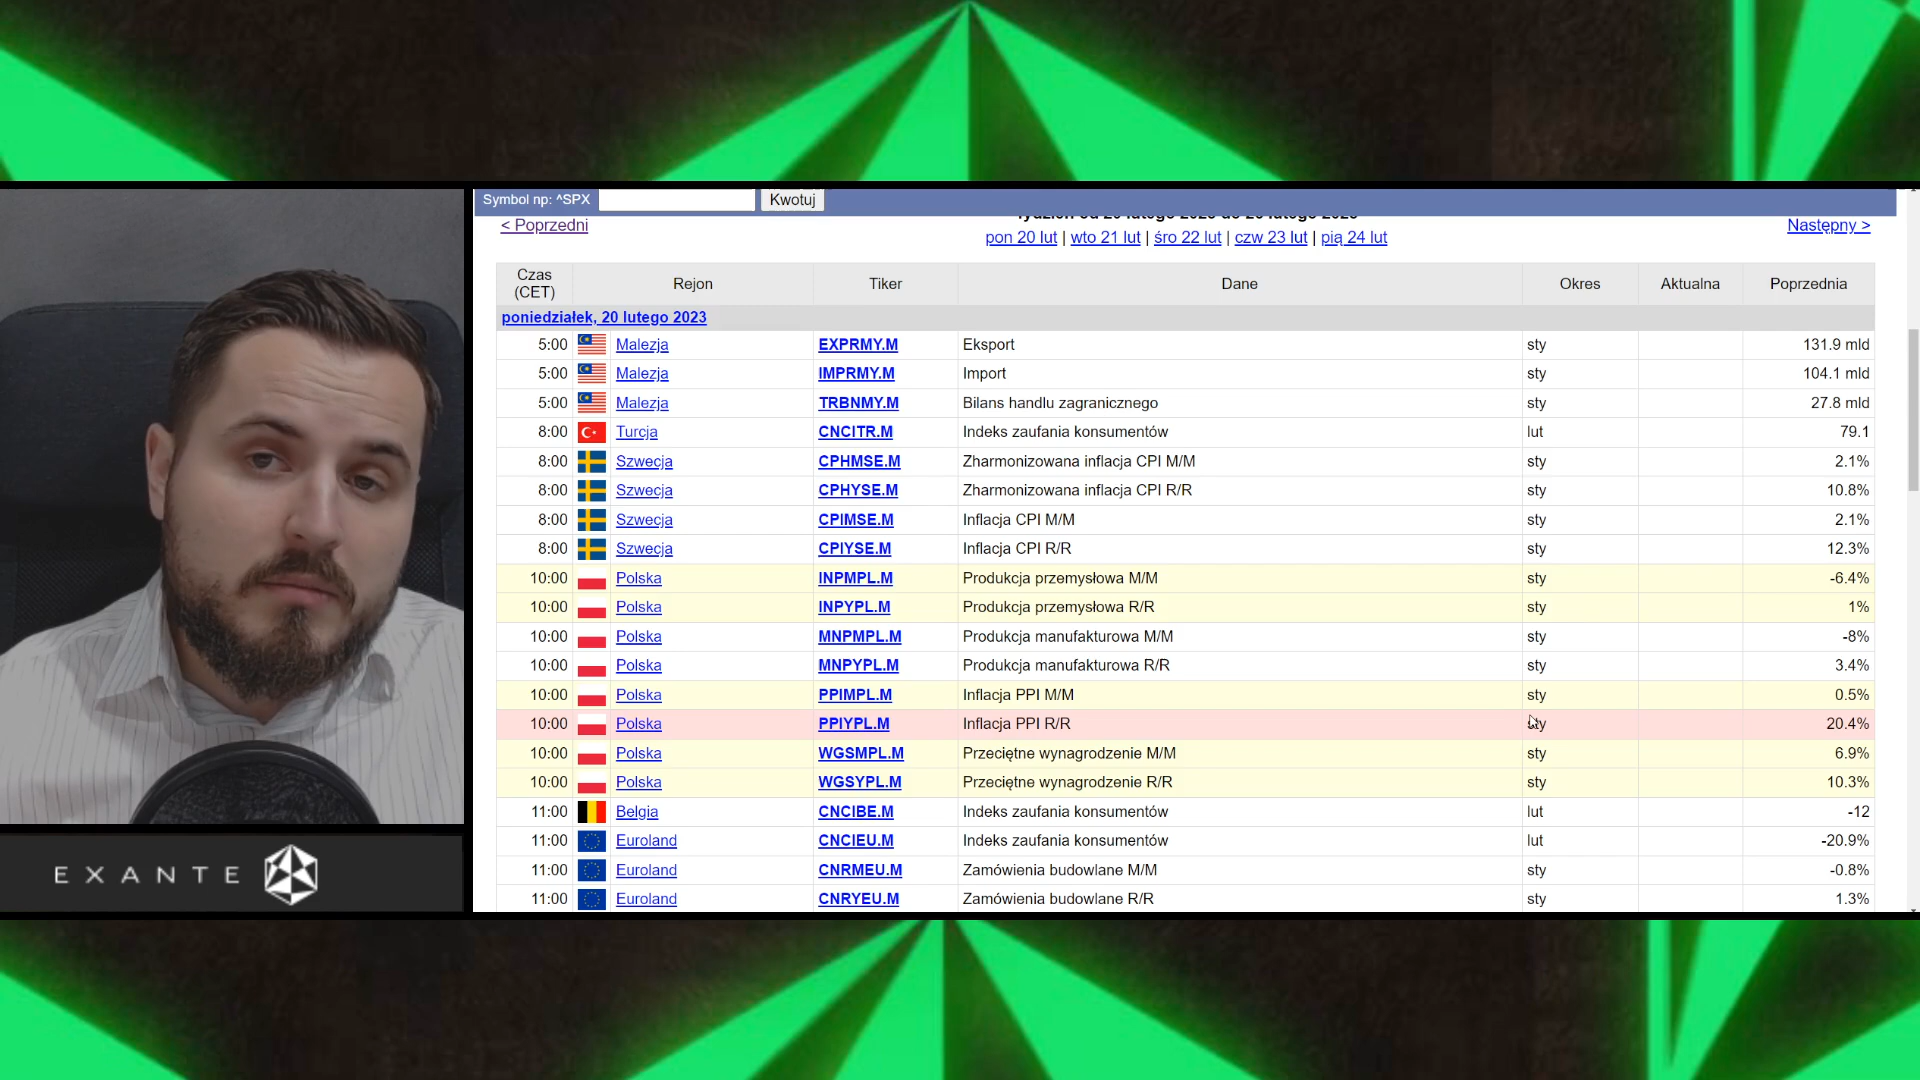 Symbol np: ^SPX Kwotuj
< Poprzedni
Tydzień od 20 lutego 2023 do 26 lutego 2023
Następny >
pon 20 lut | wto 21 lut | śro 22 lut | czw 23 lut | pią 24 lut
Czas (CET) Rejon Tiker Dane Okres Aktualna Poprzednia
poniedziałek, 20 lutego 2023
5:00 Malezja EXPRMY.M Eksport sty 131.9 mld
5:00 Malezja IMPRMY.M Import sty 104.1 mld
5:00 Malezja TRBNMY.M Bilans handlu zagranicznego sty 27.8 mld
8:00 Turcja CNCITR.M Indeks zaufania konsumentów lut 79.1
8:00 Szwecja CPHMSE.M Zharmonizowana inflacja CPI M/M sty 2.1%
8:00 Szwecja CPHYSE.M Zharmonizowana inflacja CPI R/R sty 10.8%
8:00 Szwecja CPIMSE.M Inflacja CPI M/M sty 2.1%
8:00 Szwecja CPIYSE.M Inflacja CPI R/R sty 12.3%
10:00 Polska INPMPL.M Produkcja przemysłowa M/M sty -6.4%
10:00 Polska INPYPL.M Produkcja przemysłowa R/R sty 1%
10:00 Polska MNPMPL.M Produkcja manufakturowa M/M sty -8%
10:00 Polska MNPYPL.M Produkcja manufakturowa R/R sty 3.4%
10:00 Polska PPIMPL.M Inflacja PPI M/M sty 0.5%
10:00 Polska PPIYPL.M Inflacja PPI R/R sty 20.4%
10:00 Polska WGSMPL.M Przeciętne wynagrodzenie M/M sty 6.9%
10:00 Polska WGSYPL.M Przeciętne wynagrodzenie R/R sty 10.3%
11:00 Belgia CNCIBE.M Indeks zaufania konsumentów lut -12
11:00 Euroland CNCIEU.M Indeks zaufania konsumentów lut -20.9%
11:00 Euroland CNRMEU.M Zamówienia budowlane M/M sty -0.8%
11:00 Euroland CNRYEU.M Zamówienia budowlane R/R sty 1.3%
EXANTE